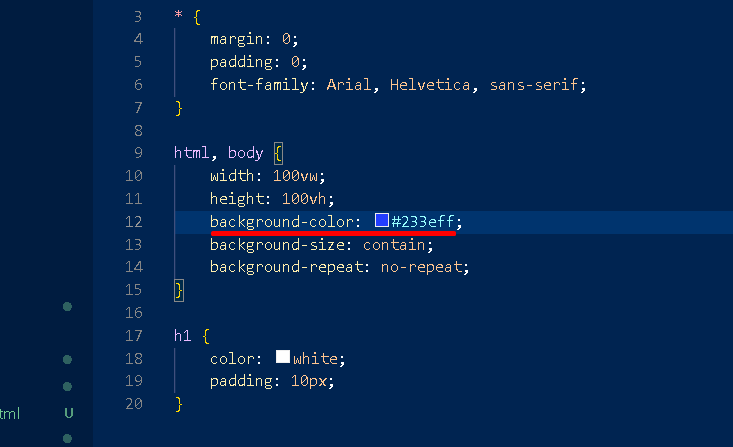 3 * {
4 margin: 0;
5 padding: 0;
6 font-family: Arial, Helvetica, sans-serif;
7 }
8
9 html, body {
10 width: 100vw;
11 height: 100vh;
12 background-color: #233eff;
13 background-size: contain;
14 background-repeat: no-repeat;
15 }
16
17 h1 {
18 color: white;
19 padding: 10px;
20 }
tml U